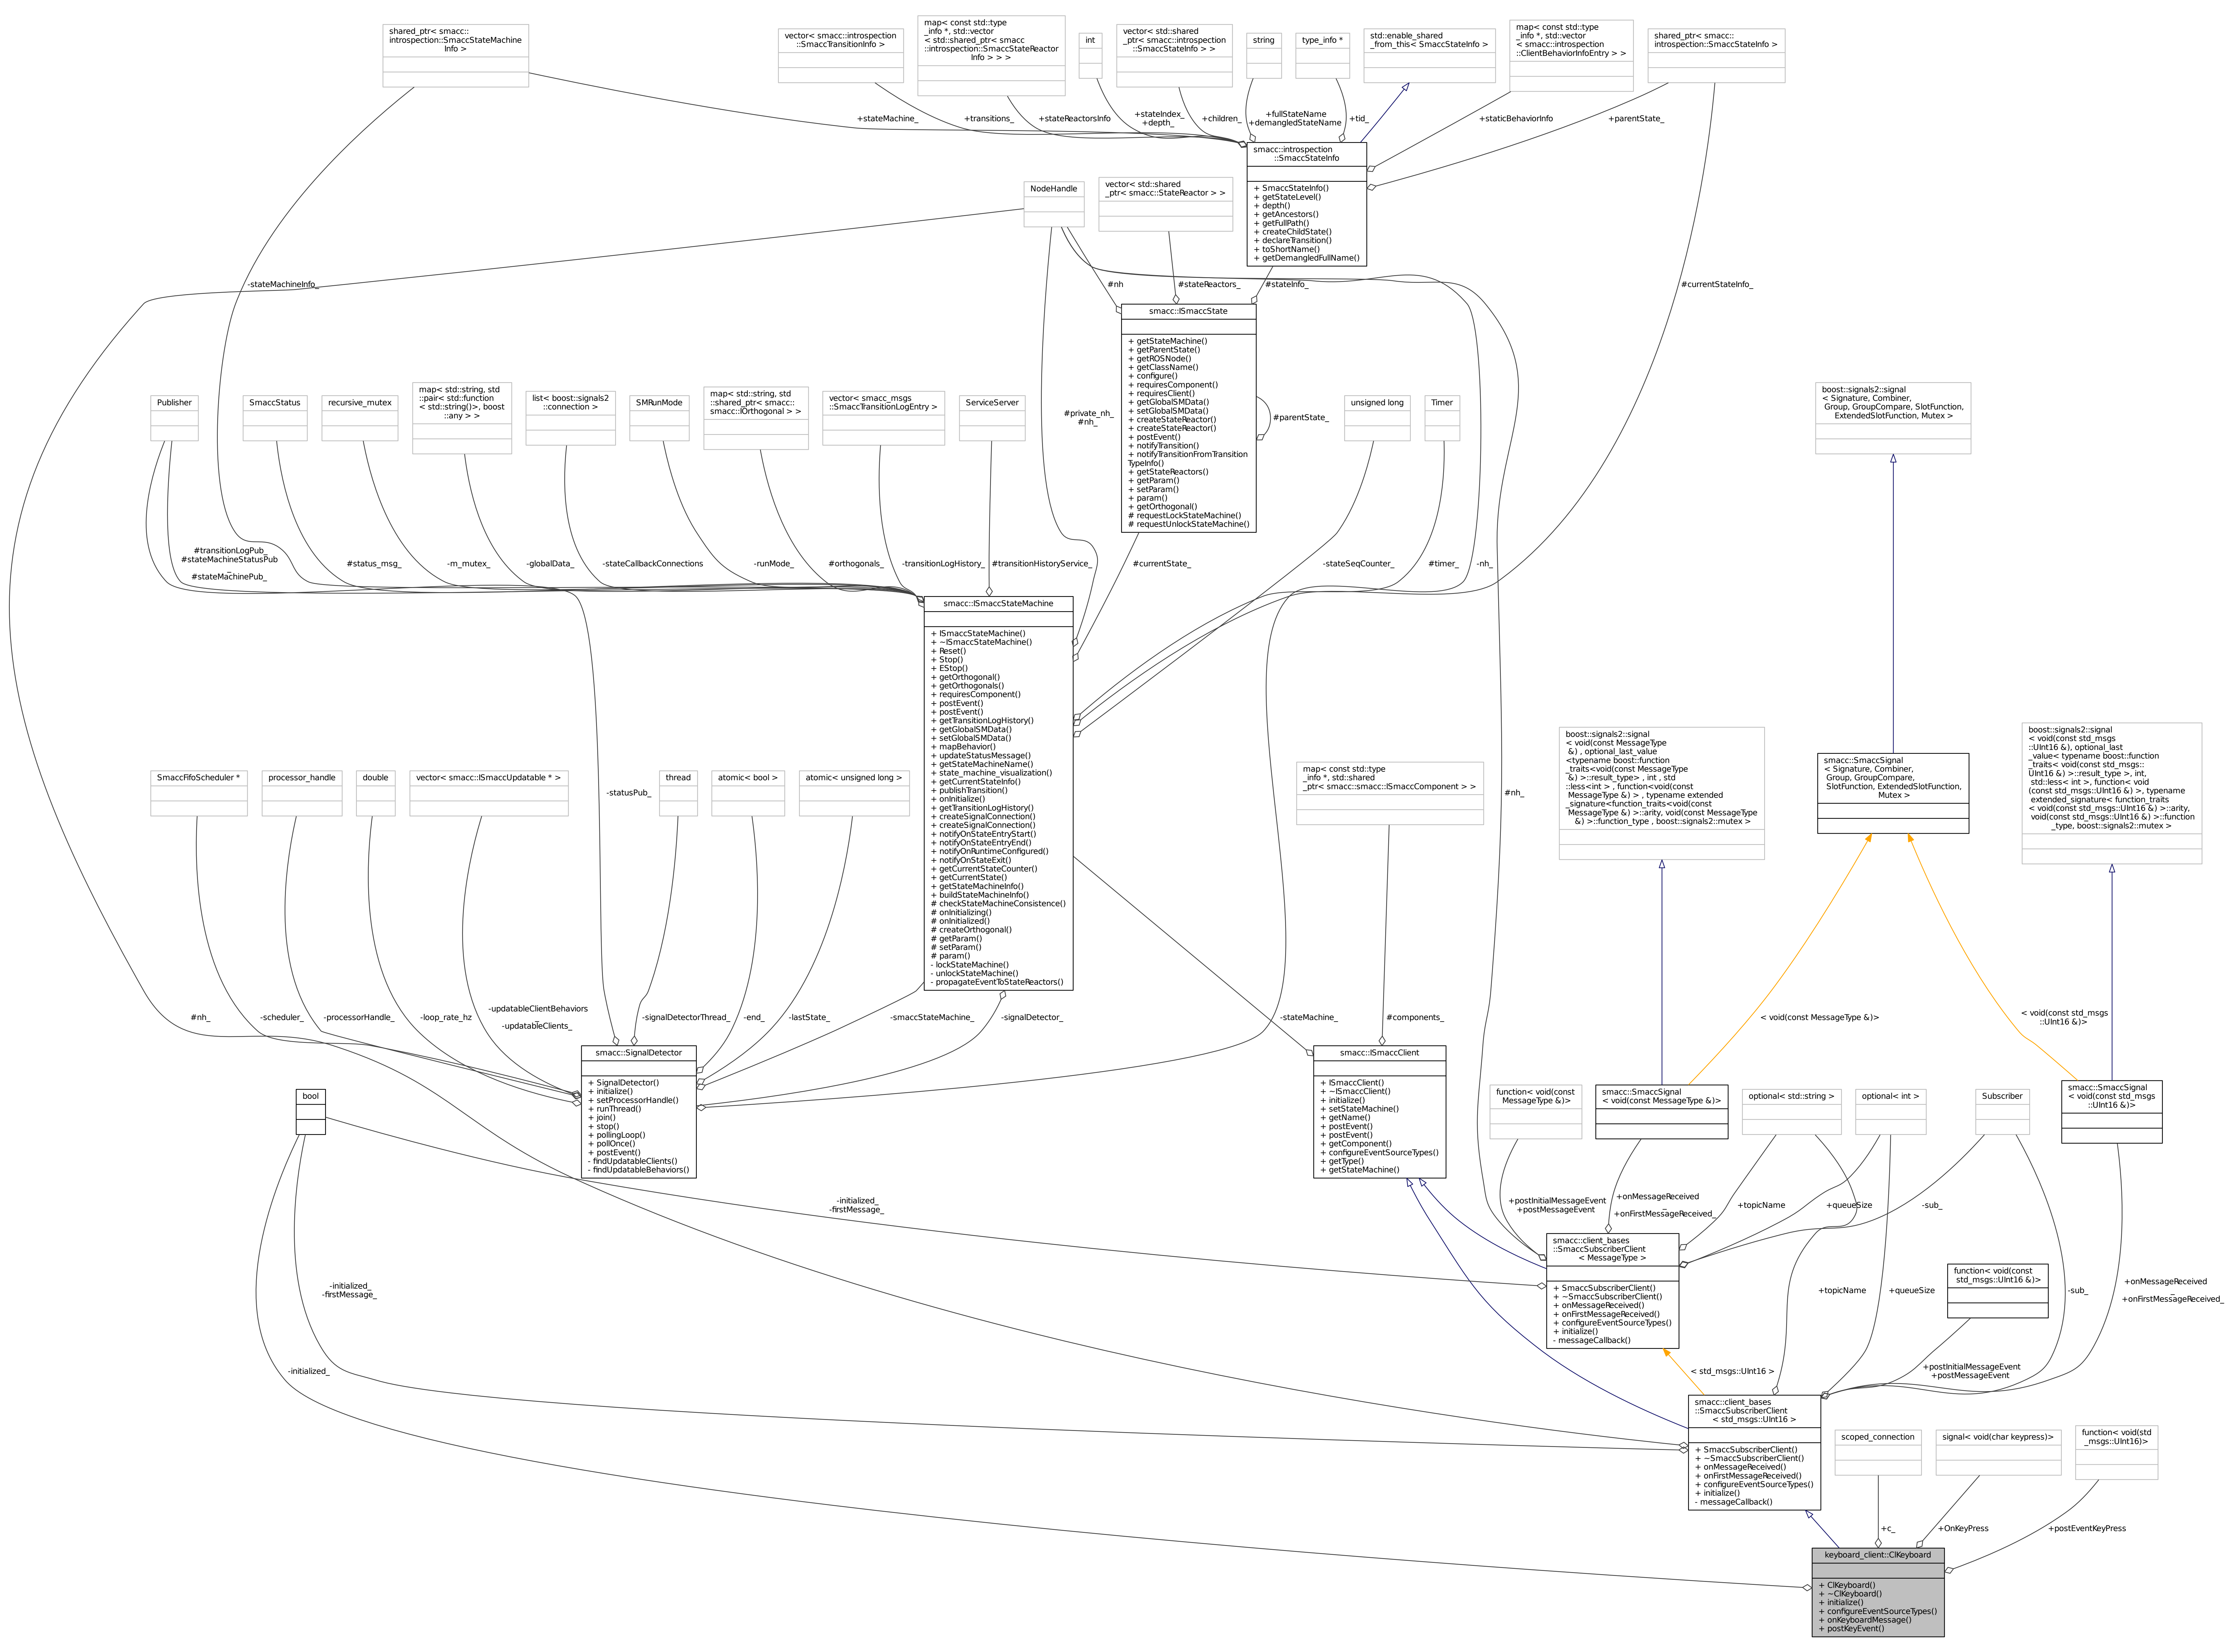 shared_ptr< smacc::
introspection::SmaccStateMachine
Info >
vector< smacc::introspection
::SmaccTransitionInfo >
map< const std::type
_info *, std::vector
< std::shared_ptr< smacc
::introspection::SmaccStateReactor
Info > > >
int
vector< std::shared
_ptr< smacc::introspection
::SmaccStateInfo > >
string
type_info *
std::enable_shared
_from_this< SmaccStateInfo >
map< const std::type
_info *, std::vector
< smacc::introspection
::ClientBehaviorInfoEntry > >
shared_ptr< smacc::
introspection::SmaccStateInfo >
+stateMachine_
+transitions_
+stateReactorsInfo
+stateIndex_
+depth_
+children_
+fullStateName
+demangledStateName
+tid_
+staticBehaviorInfo
+parentState_
smacc::introspection
::SmaccStateInfo
+ SmaccStateInfo()
+ getStateLevel()
+ depth()
+ getAncestors()
+ getFullPath()
+ createChildState()
+ declareTransition()
+ toShortName()
+ getDemangledFullName()
NodeHandle
vector< std::shared
_ptr< smacc::StateReactor > >
-stateMachineInfo_
#nh
#stateReactors_
#stateInfo_
#currentStateInfo_
smacc::ISmaccState
+ getStateMachine()
+ getParentState()
+ getROSNode()
+ getClassName()
+ configure()
+ requiresComponent()
+ requiresClient()
+ getGlobalSMData()
+ setGlobalSMData()
+ createStateReactor()
+ createStateReactor()
+ postEvent()
+ notifyTransition()
+ notifyTransitionFromTransition
TypeInfo()
+ getStateReactors()
+ getParam()
+ setParam()
+ param()
+ getOrthogonal()
# requestLockStateMachine()
# requestUnlockStateMachine()
#parentState_
#private_nh_
#nh_
Publisher
SmaccStatus
recursive_mutex
map< std::string, std
::pair< std::function
< std::string()>, boost
::any > >
list< boost::signals2
::connection >
SMRunMode
map< std::string, std
::shared_ptr< smacc::
smacc::IOrthogonal > >
vector< smacc_msgs
::SmaccTransitionLogEntry >
ServiceServer
unsigned long
Timer
boost::signals2::signal
< Signature, Combiner,
Group, GroupCompare, SlotFunction,
ExtendedSlotFunction, Mutex >
#transitionLogPub_
#stateMachineStatusPub
_
#stateMachinePub_
#status_msg_
-m_mutex_
-globalData_
-stateCallbackConnections
-runMode_
#orthogonals_
-transitionLogHistory_
#transitionHistoryService_
#currentState_
-stateSeqCounter_
#timer_
-nh_
smacc::ISmaccStateMachine
+ ISmaccStateMachine()
+ ~ISmaccStateMachine()
+ Reset()
+ Stop()
+ EStop()
+ getOrthogonal()
+ getOrthogonals()
+ requiresComponent()
+ postEvent()
+ postEvent()
+ getTransitionLogHistory()
+ getGlobalSMData()
+ setGlobalSMData()
+ mapBehavior()
+ updateStatusMessage()
+ getStateMachineName()
+ state_machine_visualization()
+ getCurrentStateInfo()
+ publishTransition()
+ onInitialize()
+ getTransitionLogHistory()
+ createSignalConnection()
+ createSignalConnection()
+ notifyOnStateEntryStart()
+ notifyOnStateEntryEnd()
+ notifyOnRuntimeConfigured()
+ notifyOnStateExit()
+ getCurrentStateCounter()
+ getCurrentState()
+ getStateMachineInfo()
+ buildStateMachineInfo()
# checkStateMachineConsistence()
# onInitializing()
# onInitialized()
# createOrthogonal()
# getParam()
# setParam()
# param()
- lockStateMachine()
- unlockStateMachine()
- propagateEventToStateReactors()
SmaccFifoScheduler *
processor_handle
double
vector< smacc::ISmaccUpdatable * >
-statusPub_
thread
atomic< bool >
atomic< unsigned long >
map< const std::type
_info *, std::shared
_ptr< smacc::smacc::ISmaccComponent > >
#nh_
boost::signals2::signal
< void(const MessageType
&) , optional_last_value
<typename boost::function
_traits<void(const MessageType
&) >::result_type> , int , std
::less<int > , function<void(const
MessageType &) > , typename extended
_signature<function_traits<void(const
MessageType &) >::arity, void(const MessageType
&) >::function_type , boost::signals2::mutex >
smacc::SmaccSignal
< Signature, Combiner,
Group, GroupCompare,
SlotFunction, ExtendedSlotFunction,
Mutex >
boost::signals2::signal
< void(const std_msgs
::UInt16 &), optional_last
_value< typename boost::function
_traits< void(const std_msgs::
UInt16 &) >::result_type >, int,
std::less< int >, function< void
(const std_msgs::UInt16 &) >, typename
extended_signature< function_traits
< void(const std_msgs::UInt16 &) >::arity,
void(const std_msgs::UInt16 &) >::function
_type, boost::signals2::mutex >
#nh_
-scheduler_
-processorHandle_
-loop_rate_hz
-updatableClientBehaviors
_
-updatableClients_
-signalDetectorThread_
-end_
-lastState_
-smaccStateMachine_
-signalDetector_
-stateMachine_
#components_
< void(const MessageType &)>
< void(const std_msgs
::UInt16 &)>
smacc::SignalDetector
+ SignalDetector()
+ initialize()
+ setProcessorHandle()
+ runThread()
+ join()
+ stop()
+ pollingLoop()
+ pollOnce()
+ postEvent()
- findUpdatableClients()
- findUpdatableBehaviors()
smacc::ISmaccClient
+ ISmaccClient()
+ ~ISmaccClient()
+ initialize()
+ setStateMachine()
+ getName()
+ postEvent()
+ postEvent()
+ getComponent()
+ configureEventSourceTypes()
+ getType()
+ getStateMachine()
bool
function< void(const
MessageType &)>
smacc::SmaccSignal
< void(const MessageType &)>
optional< std::string >
optional< int >
Subscriber
smacc::SmaccSignal
< void(const std_msgs
::UInt16 &)>
-initialized_
-firstMessage_
+postInitialMessageEvent
+postMessageEvent
+onMessageReceived
_
+onFirstMessageReceived_
+topicName
+queueSize
-sub_
smacc::client_bases
::SmaccSubscriberClient
< MessageType >
+ SmaccSubscriberClient()
+ ~SmaccSubscriberClient()
+ onMessageReceived()
+ onFirstMessageReceived()
+ configureEventSourceTypes()
+ initialize()
- messageCallback()
function< void(const
std_msgs::UInt16 &)>
-initialized_
-firstMessage_
+topicName
+queueSize
-sub_
+onMessageReceived
_
+onFirstMessageReceived_
-initialized_
< std_msgs::UInt16 >
+postInitialMessageEvent
+postMessageEvent
smacc::client_bases
::SmaccSubscriberClient
< std_msgs::UInt16 >
+ SmaccSubscriberClient()
+ ~SmaccSubscriberClient()
+ onMessageReceived()
+ onFirstMessageReceived()
+ configureEventSourceTypes()
+ initialize()
- messageCallback()
scoped_connection
signal< void(char keypress)>
function< void(std
_msgs::UInt16)>
+c_
+OnKeyPress
+postEventKeyPress
keyboard_client::ClKeyboard
+ ClKeyboard()
+ ~ClKeyboard()
+ initialize()
+ configureEventSourceTypes()
+ onKeyboardMessage()
+ postKeyEvent()